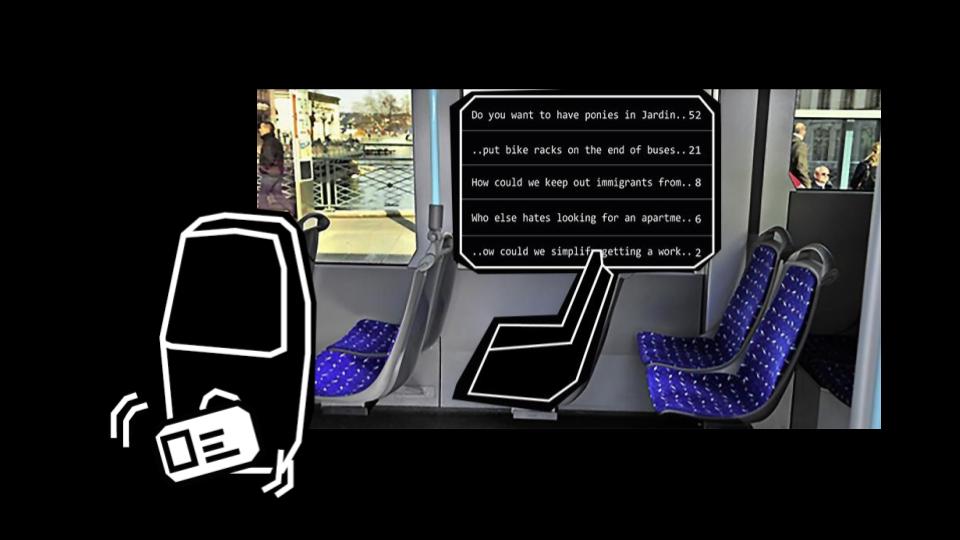 Do you want to have ponies in Jardin..52
..put bike racks on the end of buses..21
How could we keep out immigrants from..8
Who else hates looking for an apartme..6
..ow could we simplify getting a work..2